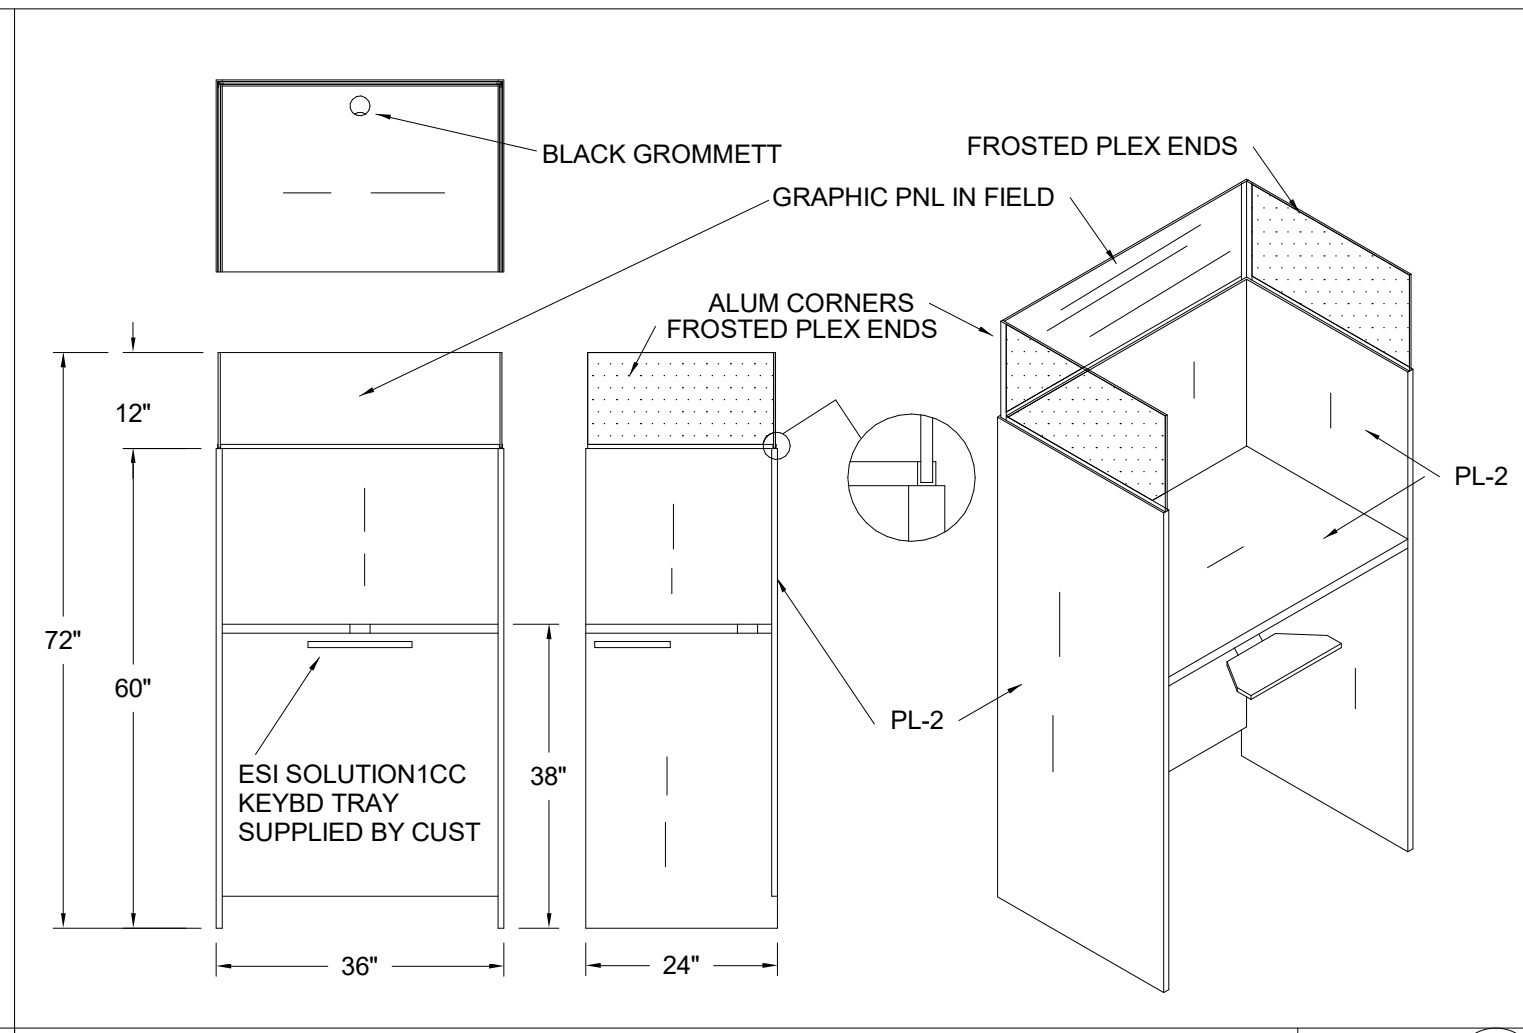 BLACK GROMMETT
FROSTED PLEX ENDS
GRAPHIC PNL IN FIELD
ALUM CORNERS
FROSTED PLEX ENDS
12"
PL-2
72"
60"
PL-2
ESI SOLUTION1CC
KEYBD TRAY
SUPPLIED BY CUST
38"
36"
24"